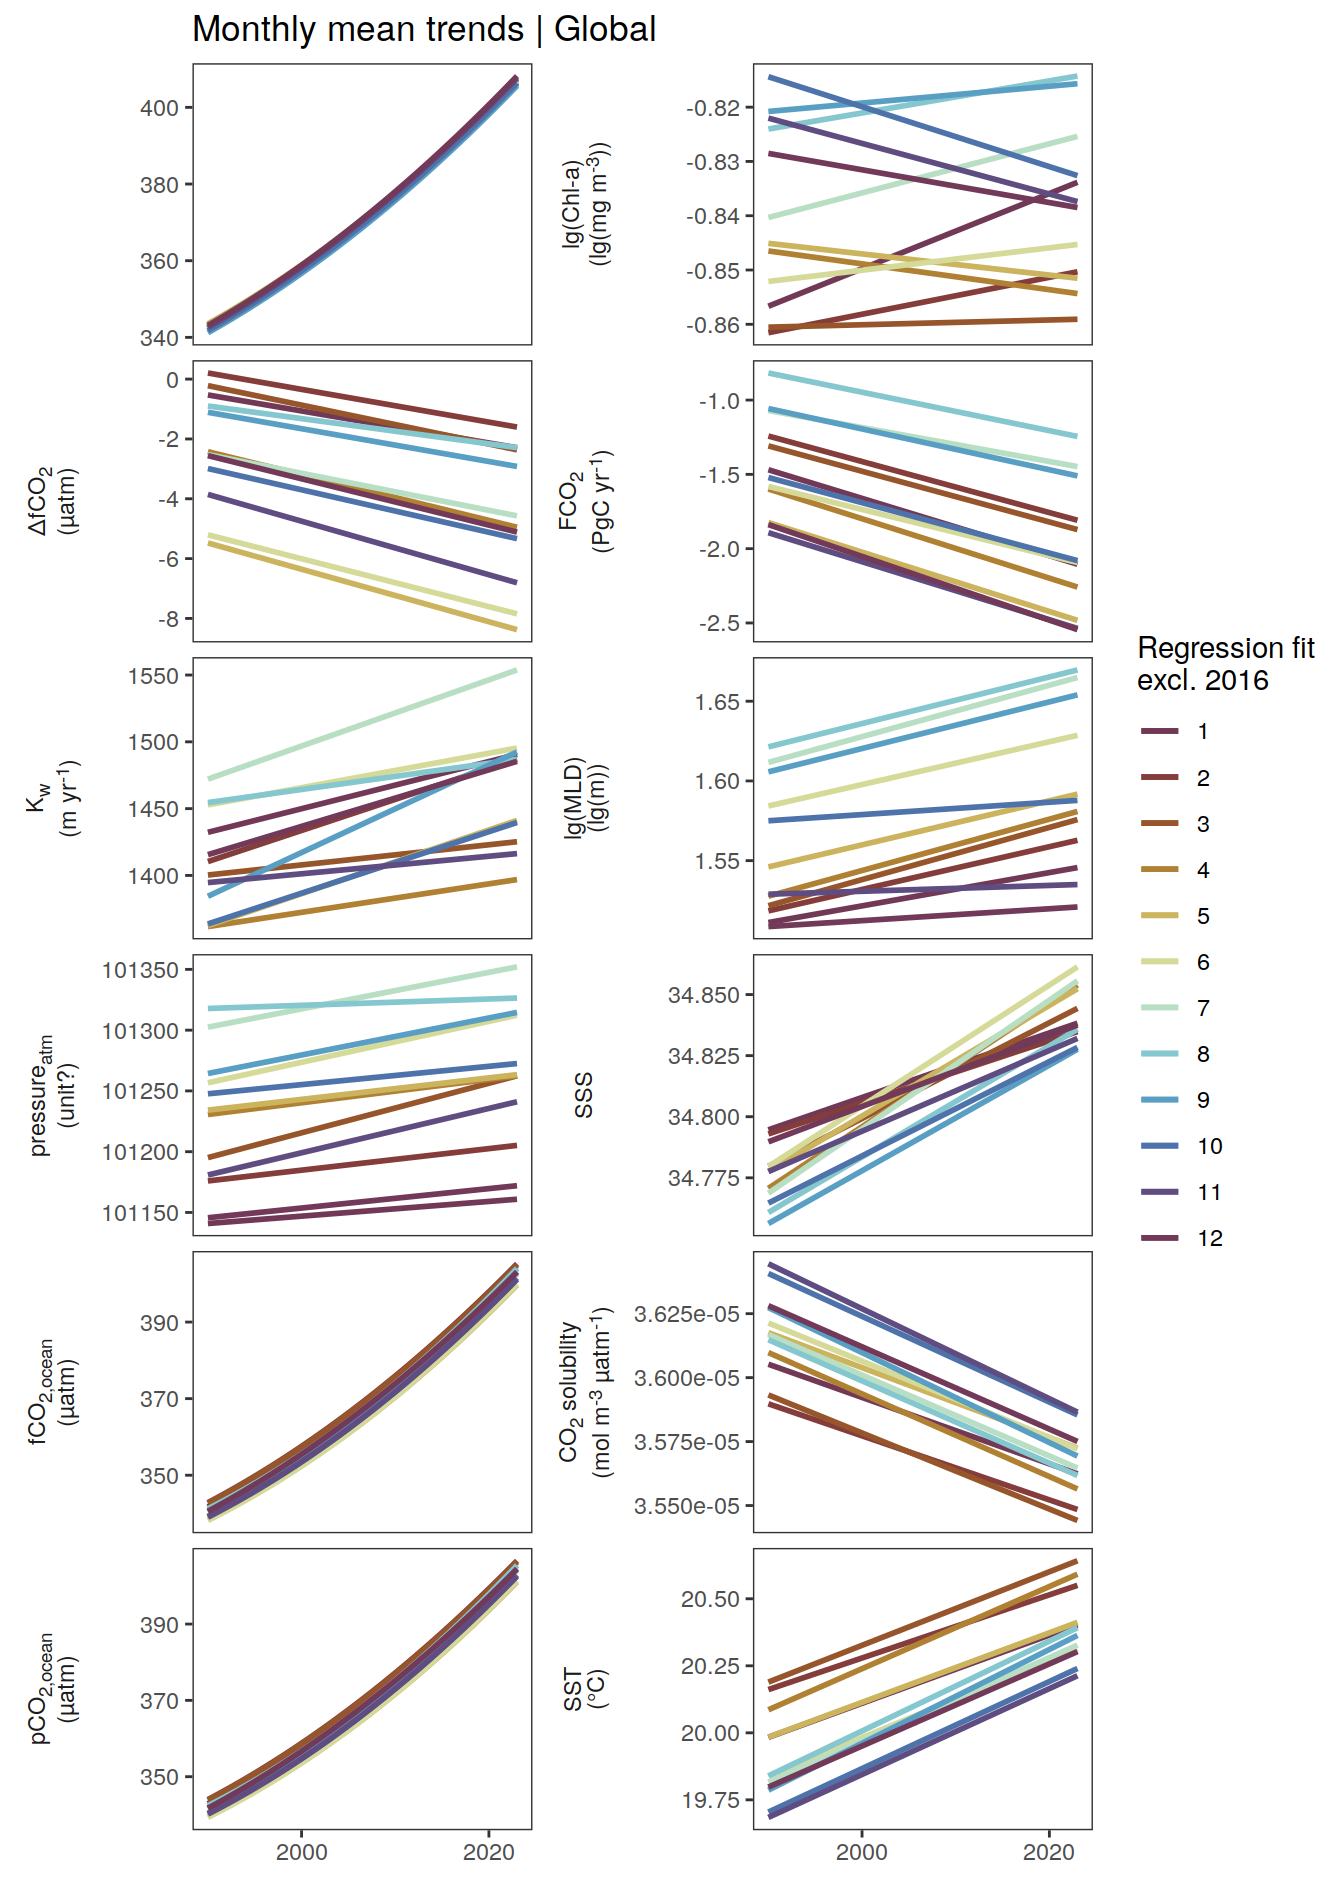 Monthly mean trends | Global
400
380
360
340
lg(Chl-a)
(lg(mg m⁻³))
-0.82
-0.83
-0.84
-0.85
-0.86
ΔfCO₂
(µatm)
0
-2
-4
-6
-8
FCO₂
(PgC yr⁻¹)
-1.0
-1.5
-2.0
-2.5
K_w
(m yr⁻¹)
1550
1500
1450
1400
lg(MLD)
(lg(m))
1.65
1.60
1.55
pressure_atm
(unit?)
101350
101300
101250
101200
101150
SSS
34.850
34.825
34.800
34.775
fCO₂,ocean
(µatm)
390
370
350
CO₂ solubility
(mol m⁻³ µatm⁻¹)
3.625e-05
3.600e-05
3.575e-05
3.550e-05
pCO₂,ocean
(µatm)
390
370
350
SST
(°C)
20.50
20.25
20.00
19.75
2000 2020
2000 2020
Regression fit
excl. 2016
1
2
3
4
5
6
7
8
9
10
11
12